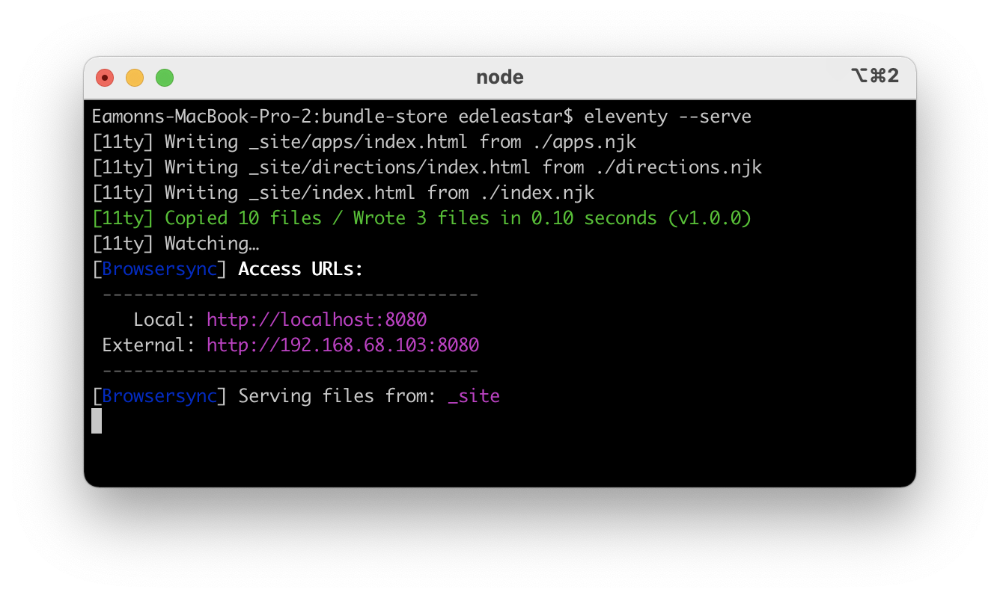 node
⌥⌘2
Eamonns-MacBook-Pro-2:bundle-store edeleastar$ eleventy --serve
[11ty] Writing _site/apps/index.html from ./apps.njk
[11ty] Writing _site/directions/index.html from ./directions.njk
[11ty] Writing _site/index.html from ./index.njk
[11ty] Copied 10 files / Wrote 3 files in 0.10 seconds (v1.0.0)
[11ty] Watching…
[Browsersync] Access URLs:
 ------------------------------------
    Local: http://localhost:8080
 External: http://192.168.68.103:8080
 ------------------------------------
[Browsersync] Serving files from: _site